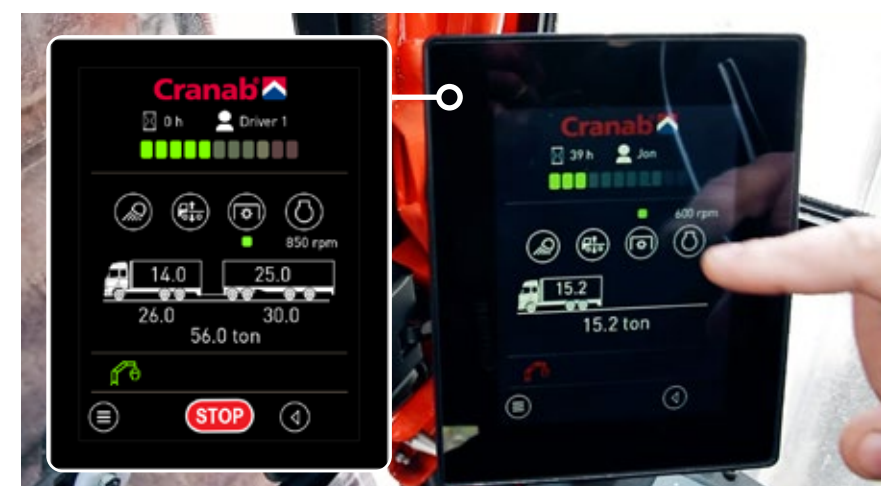 Cranab
0 h Driver 1
850 rpm
14.0 25.0
26.0 30.0
56.0 ton
STOP
Cranab
39 h Jon
600 rpm
15.2
15.2 ton